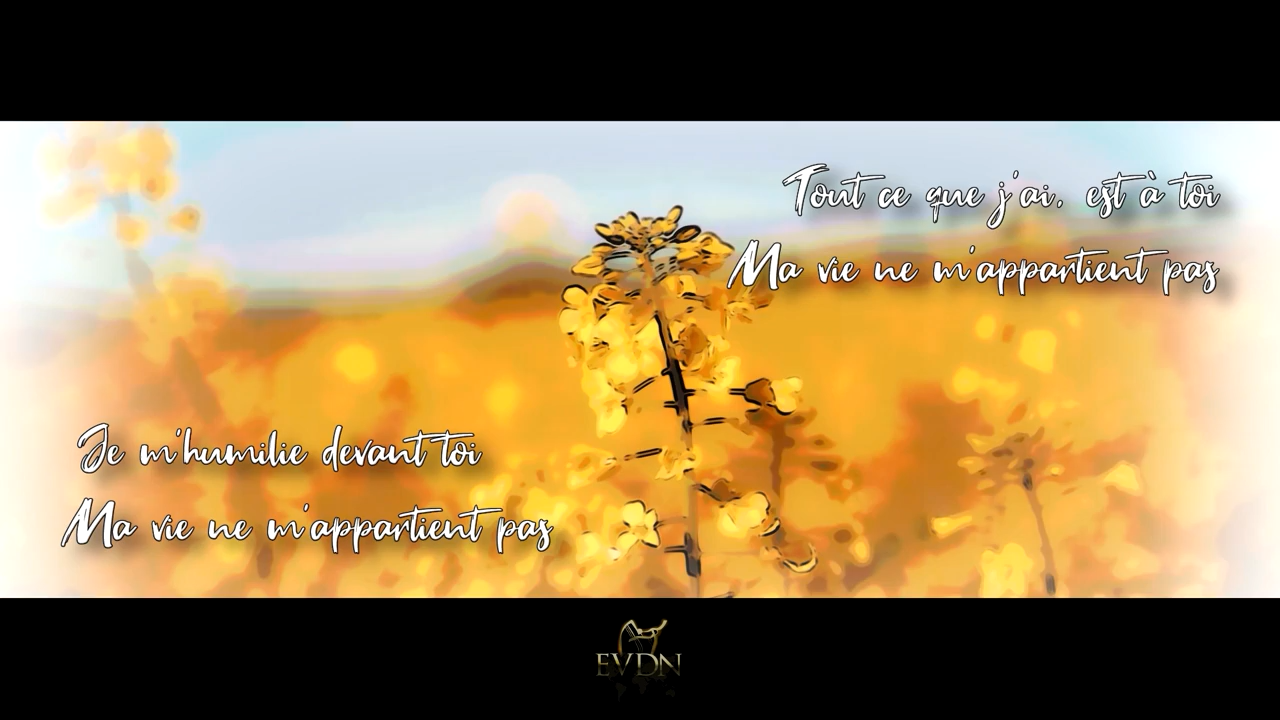 Tout ce que j'ai, est à toi
Ma vie ne m'appartient pas
Je m'humilie devant toi
Ma vie ne m'appartient pas
EVDN